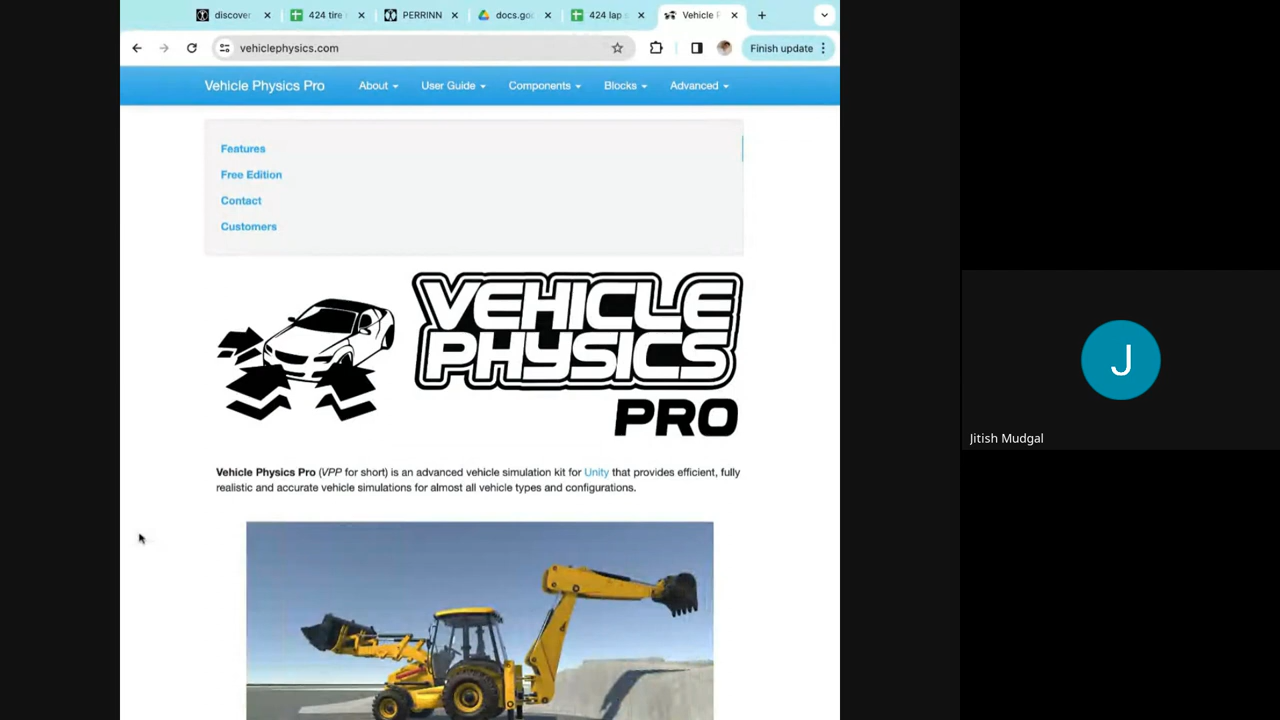 discover
424 tire
PERRINN
docs.goo
424 lap
Vehicle P
vehiclephysics.com
Finish update
Vehicle Physics Pro
About
User Guide
Components
Blocks
Advanced
Features
Free Edition
Contact
Customers
VEHICLE
PHYSICS
PRO
Vehicle Physics Pro (VPP for short) is an advanced vehicle simulation kit for Unity that provides efficient, fully
realistic and accurate vehicle simulations for almost all vehicle types and configurations.
J
Jitish Mudgal